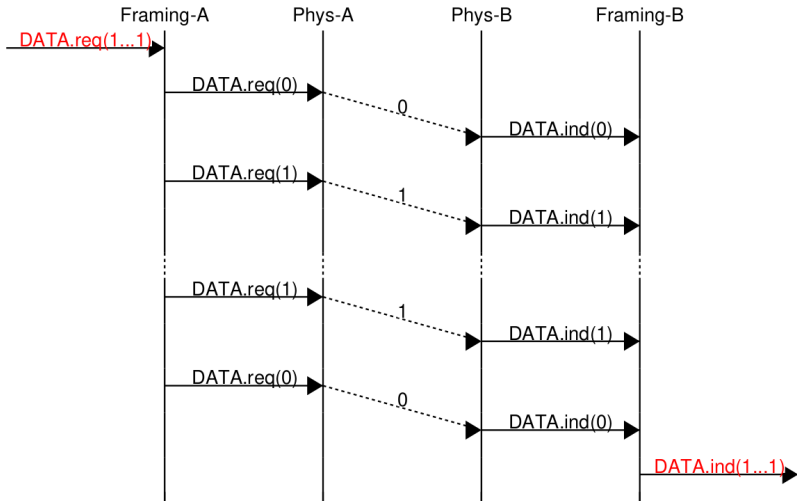 Framing-A Phys-A Phys-B Framing-B
DATA.req(1...1)
DATA.req(0)
0
DATA.ind(0)
DATA.req(1)
1
DATA.ind(1)
DATA.req(1)
1
DATA.ind(1)
DATA.req(0)
0
DATA.ind(0)
DATA.ind(1...1)